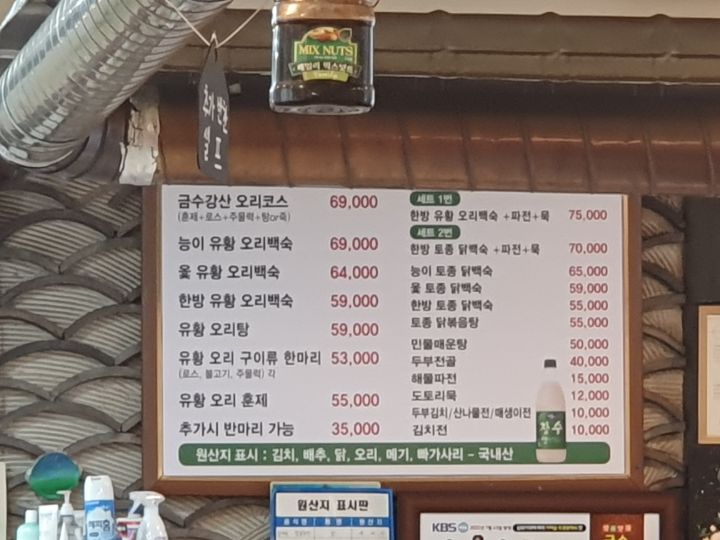 MIX NUTS
추가반찬
셀프
금수강산 오리코스 69,000
(훈제+로스+주물럭+탕or죽)
능이 유황 오리백숙 69,000
옻 유황 오리백숙 64,000
한방 유황 오리백숙 59,000
유황 오리탕 59,000
유황 오리 구이류 한마리 53,000
(로스, 불고기, 주물럭) 각
유황 오리 훈제 55,000
추가시 반마리 가능 35,000
세트 1번
한방 유황 오리백숙 +파전+묵 75,000
세트 2번
한방 토종 닭백숙 +파전+묵 70,000
능이 토종 닭백숙 65,000
옻 토종 닭백숙 59,000
한방 토종 닭백숙 55,000
토종 닭볶음탕 55,000
민물매운탕 50,000
두부전골 40,000
해물파전 15,000
도토리묵 12,000
두부김치/산나물전/매생이전 10,000
김치전 10,000
장수
원산지 표시 : 김치, 배추, 닭, 오리, 메기, 빠가사리 - 국내산
원산지 표시판
KBS